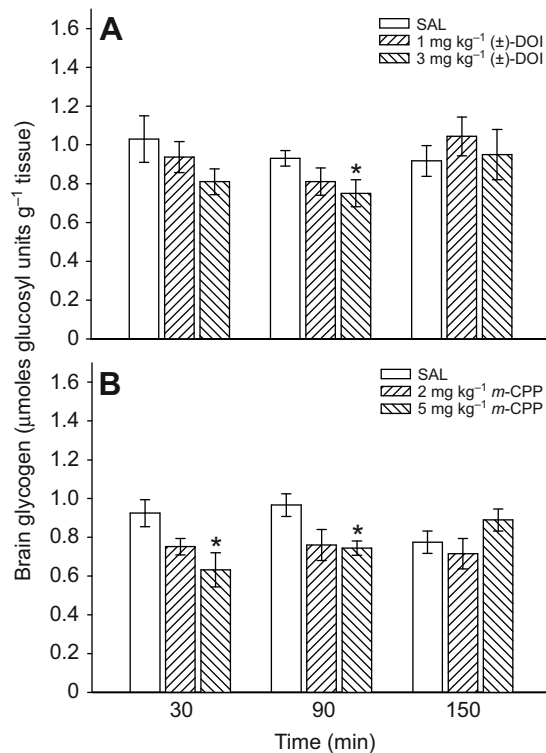 A
SAL
1 mg kg⁻¹ (±)-DOI
3 mg kg⁻¹ (±)-DOI
1.6
1.4
1.2
1.0
0.8
0.6
0.4
0.2
0
*
Brain glycogen (μmoles glucosyl units g⁻¹ tissue)
B
SAL
2 mg kg⁻¹ m-CPP
5 mg kg⁻¹ m-CPP
1.6
1.4
1.2
1.0
0.8
0.6
0.4
0.2
0
*
*
30 90 150
Time (min)